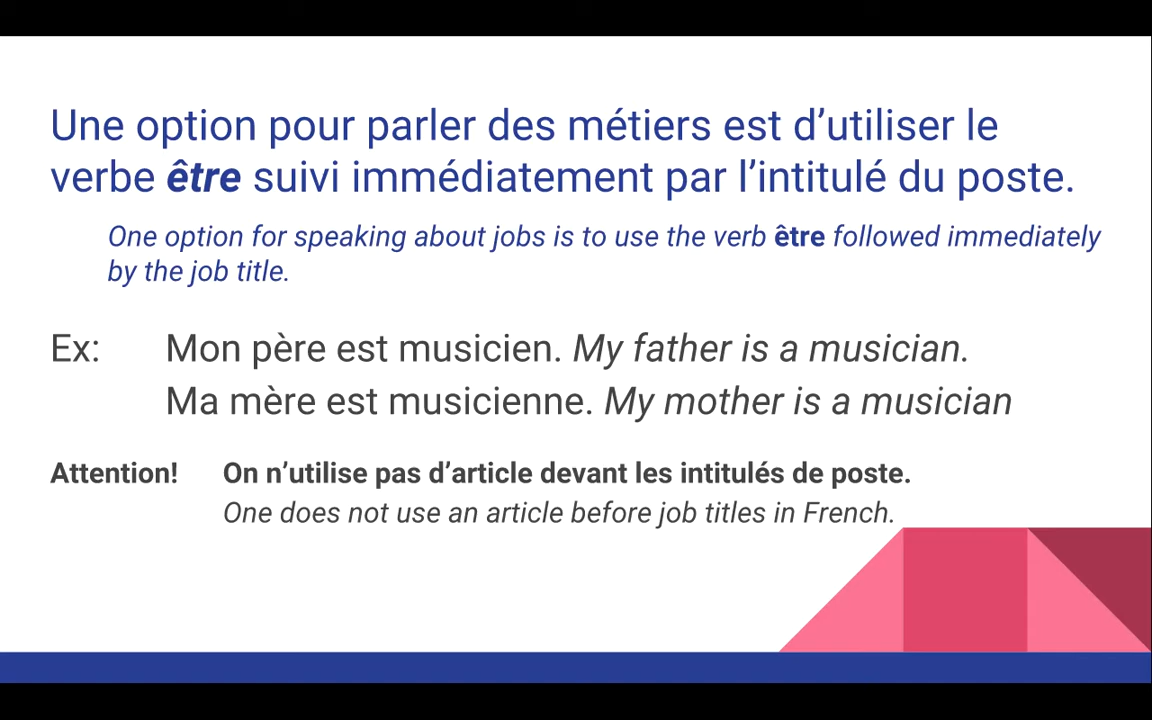 Une option pour parler des métiers est d’utiliser le
verbe être suivi immédiatement par l’intitulé du poste.
One option for speaking about jobs is to use the verb être followed immediately
by the job title.
Ex: Mon père est musicien. My father is a musician.
Ma mère est musicienne. My mother is a musician
Attention! On n’utilise pas d’article devant les intitulés de poste.
One does not use an article before job titles in French.